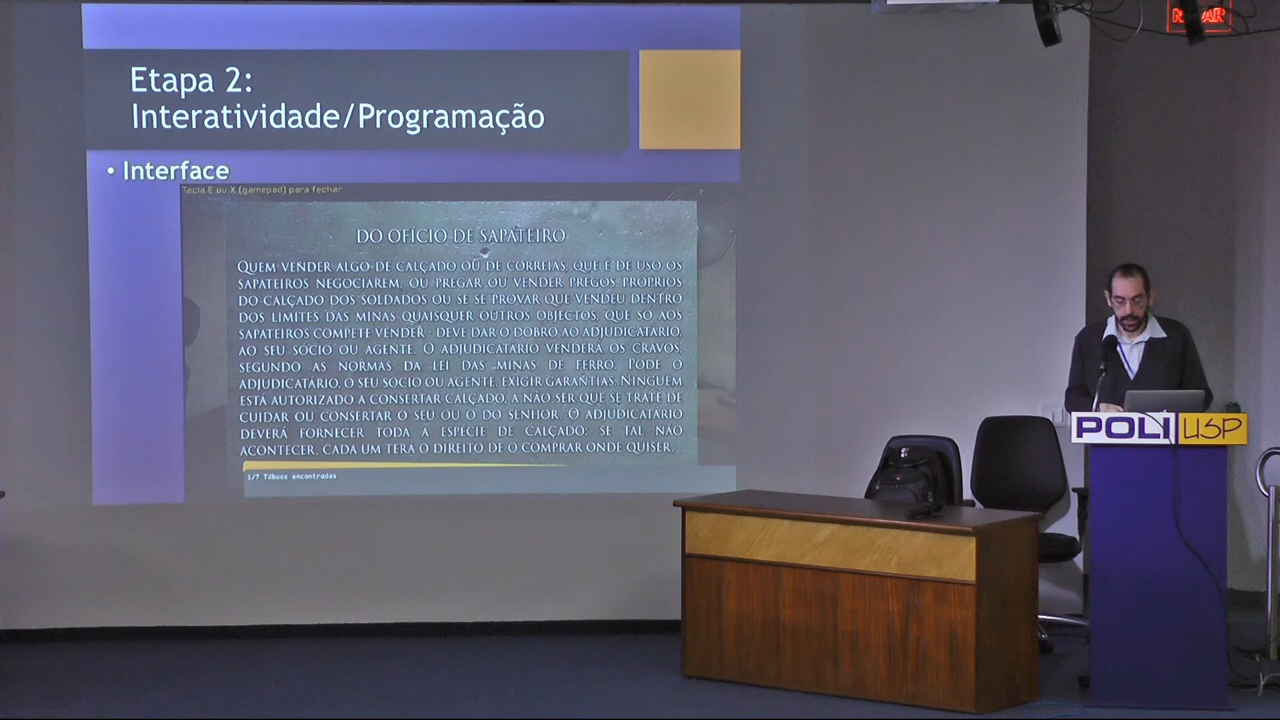 NO AR
Etapa 2:
Interatividade/Programação
• Interface
Tecla E ou X (gamepad) para fechar
DO OFÍCIO DE SAPATEIRO
QUEM VENDER ALGO DE CALÇADO OU DE CORREIAS, QUE É DE USO OS
SAPATEIROS NEGOCIAREM, OU PREGAR OU VENDER PREGOS PRÓPRIOS
DO CALÇADO DOS SOLDADOS OU SE SE PROVAR QUE VENDEU DENTRO
DOS LIMITES DAS MINAS QUAISQUER OUTROS OBJECTOS, QUE SÓ AOS
SAPATEIROS COMPETE VENDER - DEVE DAR O DOBRO AO ADJUDICATÁRIO,
AO SEU SÓCIO OU AGENTE. O ADJUDICATÁRIO VENDERÁ OS CRAVOS,
SEGUNDO AS NORMAS DA LEI DAS MINAS DE FERRO. PODE O
ADJUDICATÁRIO, O SEU SÓCIO OU AGENTE, EXIGIR GARANTIAS. NINGUÉM
ESTÁ AUTORIZADO A CONSERTAR CALÇADO, A NÃO SER QUE SE TRATE DE
CUIDAR OU CONSERTAR O SEU OU O DO SENHOR. O ADJUDICATÁRIO
DEVERÁ FORNECER TODA A ESPÉCIE DE CALÇADO: SE TAL NÃO
ACONTECER, CADA UM TERÁ O DIREITO DE O COMPRAR ONDE QUISER.
1/7 Tábuas encontradas
POLI USP